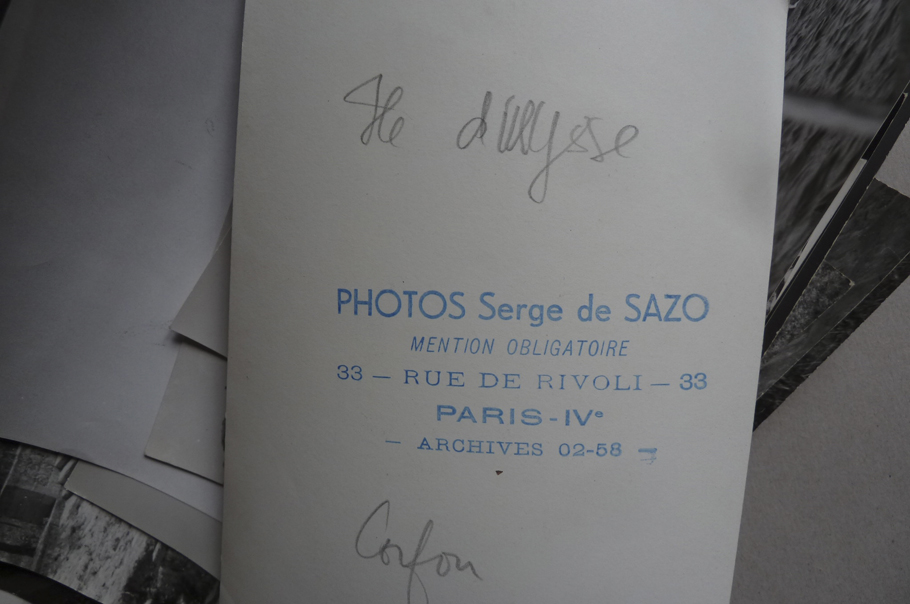 Ile d'Ulysse
PHOTOS Serge de SAZO
MENTION OBLIGATOIRE
33 — RUE DE RIVOLI — 33
PARIS-IVe
— ARCHIVES 02-58 —
Corfou